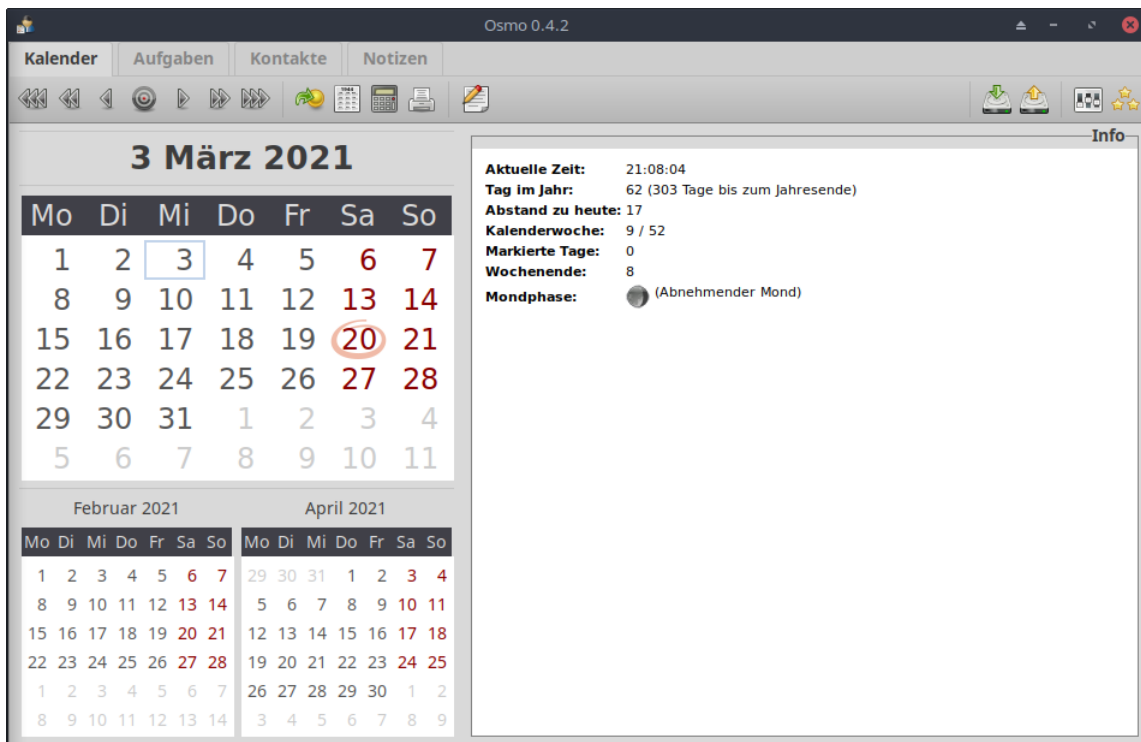 Osmo 0.4.2
Kalender Aufgaben Kontakte Notizen
3 März 2021
Mo Di Mi Do Fr Sa So
1 2 3 4 5 6 7
8 9 10 11 12 13 14
15 16 17 18 19 20 21
22 23 24 25 26 27 28
29 30 31 1 2 3 4
5 6 7 8 9 10 11
Februar 2021
Mo Di Mi Do Fr Sa So
1 2 3 4 5 6 7
8 9 10 11 12 13 14
15 16 17 18 19 20 21
22 23 24 25 26 27 28
1 2 3 4 5 6 7
8 9 10 11 12 13 14
April 2021
Mo Di Mi Do Fr Sa So
29 30 31 1 2 3 4
5 6 7 8 9 10 11
12 13 14 15 16 17 18
19 20 21 22 23 24 25
26 27 28 29 30 1 2
3 4 5 6 7 8 9
Info
Aktuelle Zeit: 21:08:04
Tag im Jahr: 62 (303 Tage bis zum Jahresende)
Abstand zu heute: 17
Kalenderwoche: 9 / 52
Markierte Tage: 0
Wochenende: 8
Mondphase: (Abnehmender Mond)